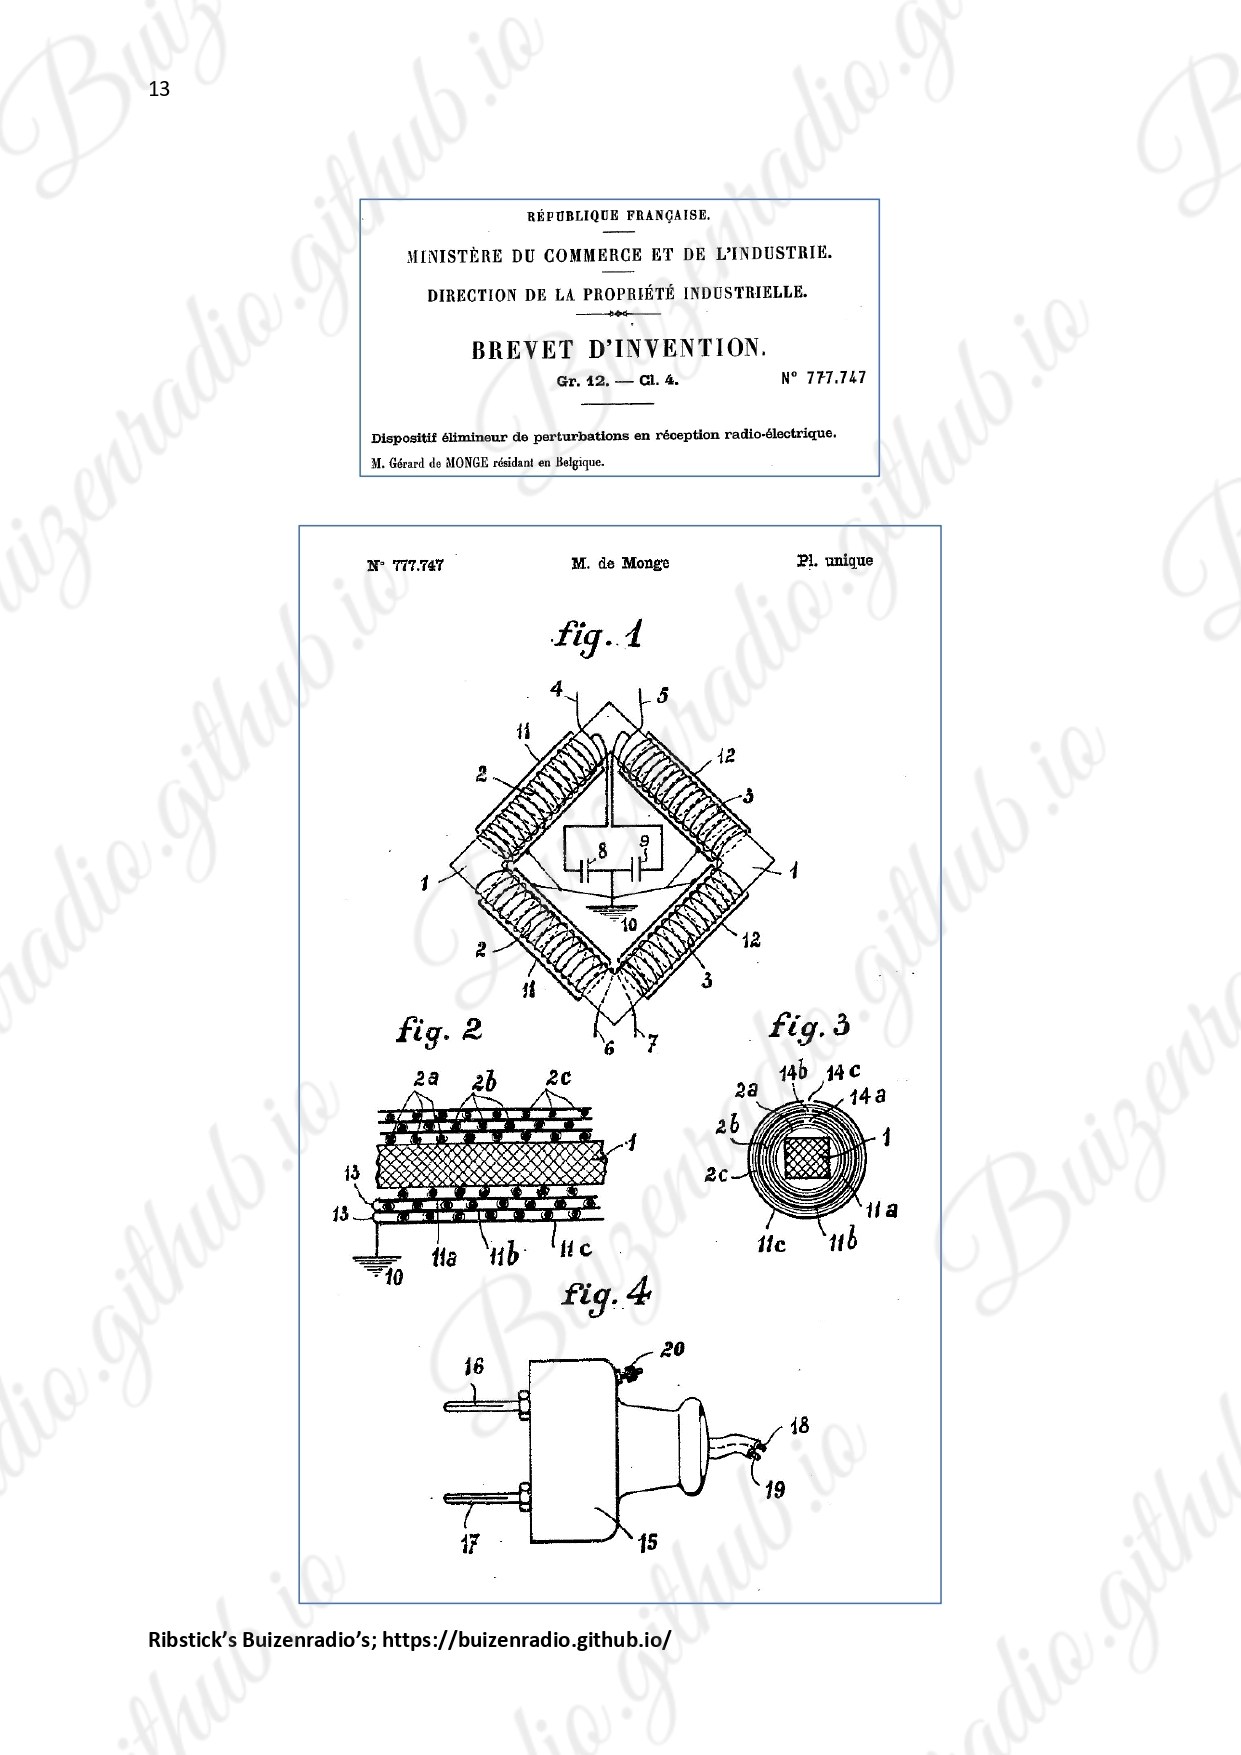 13
RÉPUBLIQUE FRANÇAISE.
MINISTÈRE DU COMMERCE ET DE L'INDUSTRIE.
DIRECTION DE LA PROPRIÉTÉ INDUSTRIELLE.
BREVET D'INVENTION.
Gr. 12. — Cl. 4. N° 777.747
Dispositif élimineur de perturbations en réception radio-électrique.
M. Gérard de MONGE résidant en Belgique.
N° 777.747 M. de Monge Pl. unique
fig. 1
4 5
11 12
2 3
8 9
1 1
10
2 12
11 3
6 7
fig. 2 fig. 3
2a 2b 2c
14b 14c
2a 14a
2b 1
1
13
2c
13
11a
11a 11b 11c
11c 11b
10
fig. 4
20
16
18
19
17 15
Ribstick's Buizenradio's; https://buizenradio.github.io/
Buizenradio.github.io